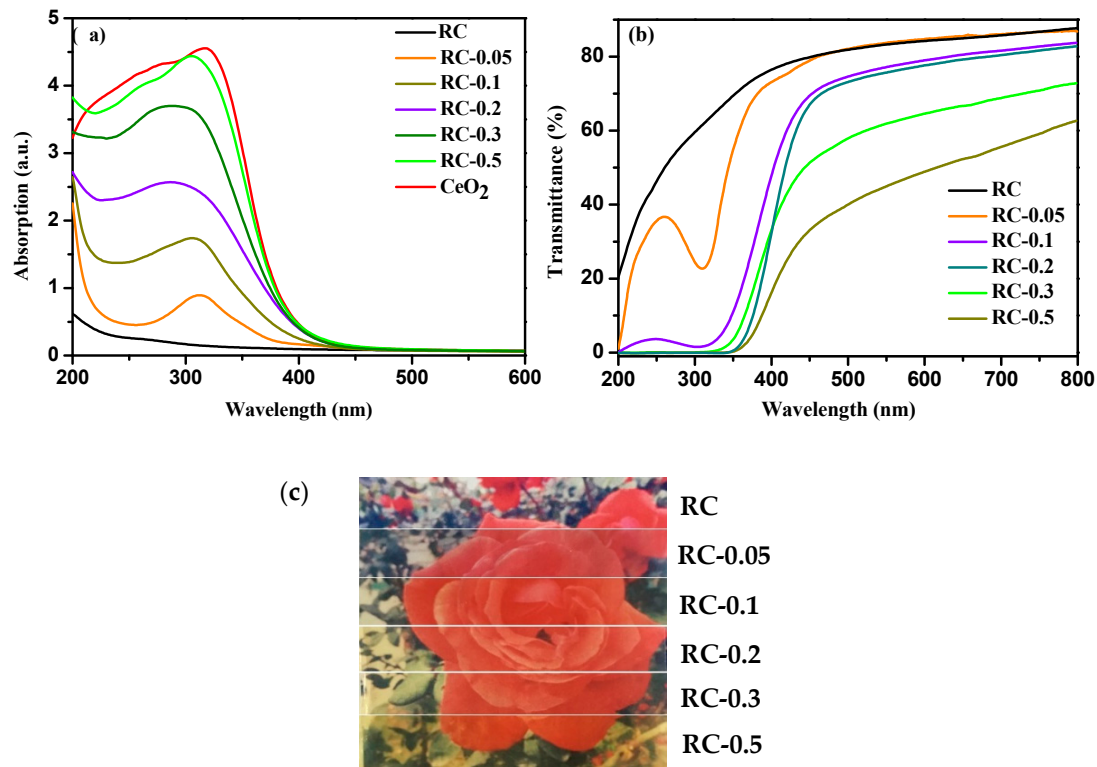 ( a)
RC
RC-0.05
RC-0.1
RC-0.2
RC-0.3
RC-0.5
CeO2
Absorption (a.u.)
0
1
2
3
4
5
200
300
400
500
600
Wavelength (nm)
(b)
RC
RC-0.05
RC-0.1
RC-0.2
RC-0.3
RC-0.5
Transmittance (%)
0
20
40
60
80
200
300
400
500
600
700
800
Wavelength (nm)
(c)
RC
RC-0.05
RC-0.1
RC-0.2
RC-0.3
RC-0.5